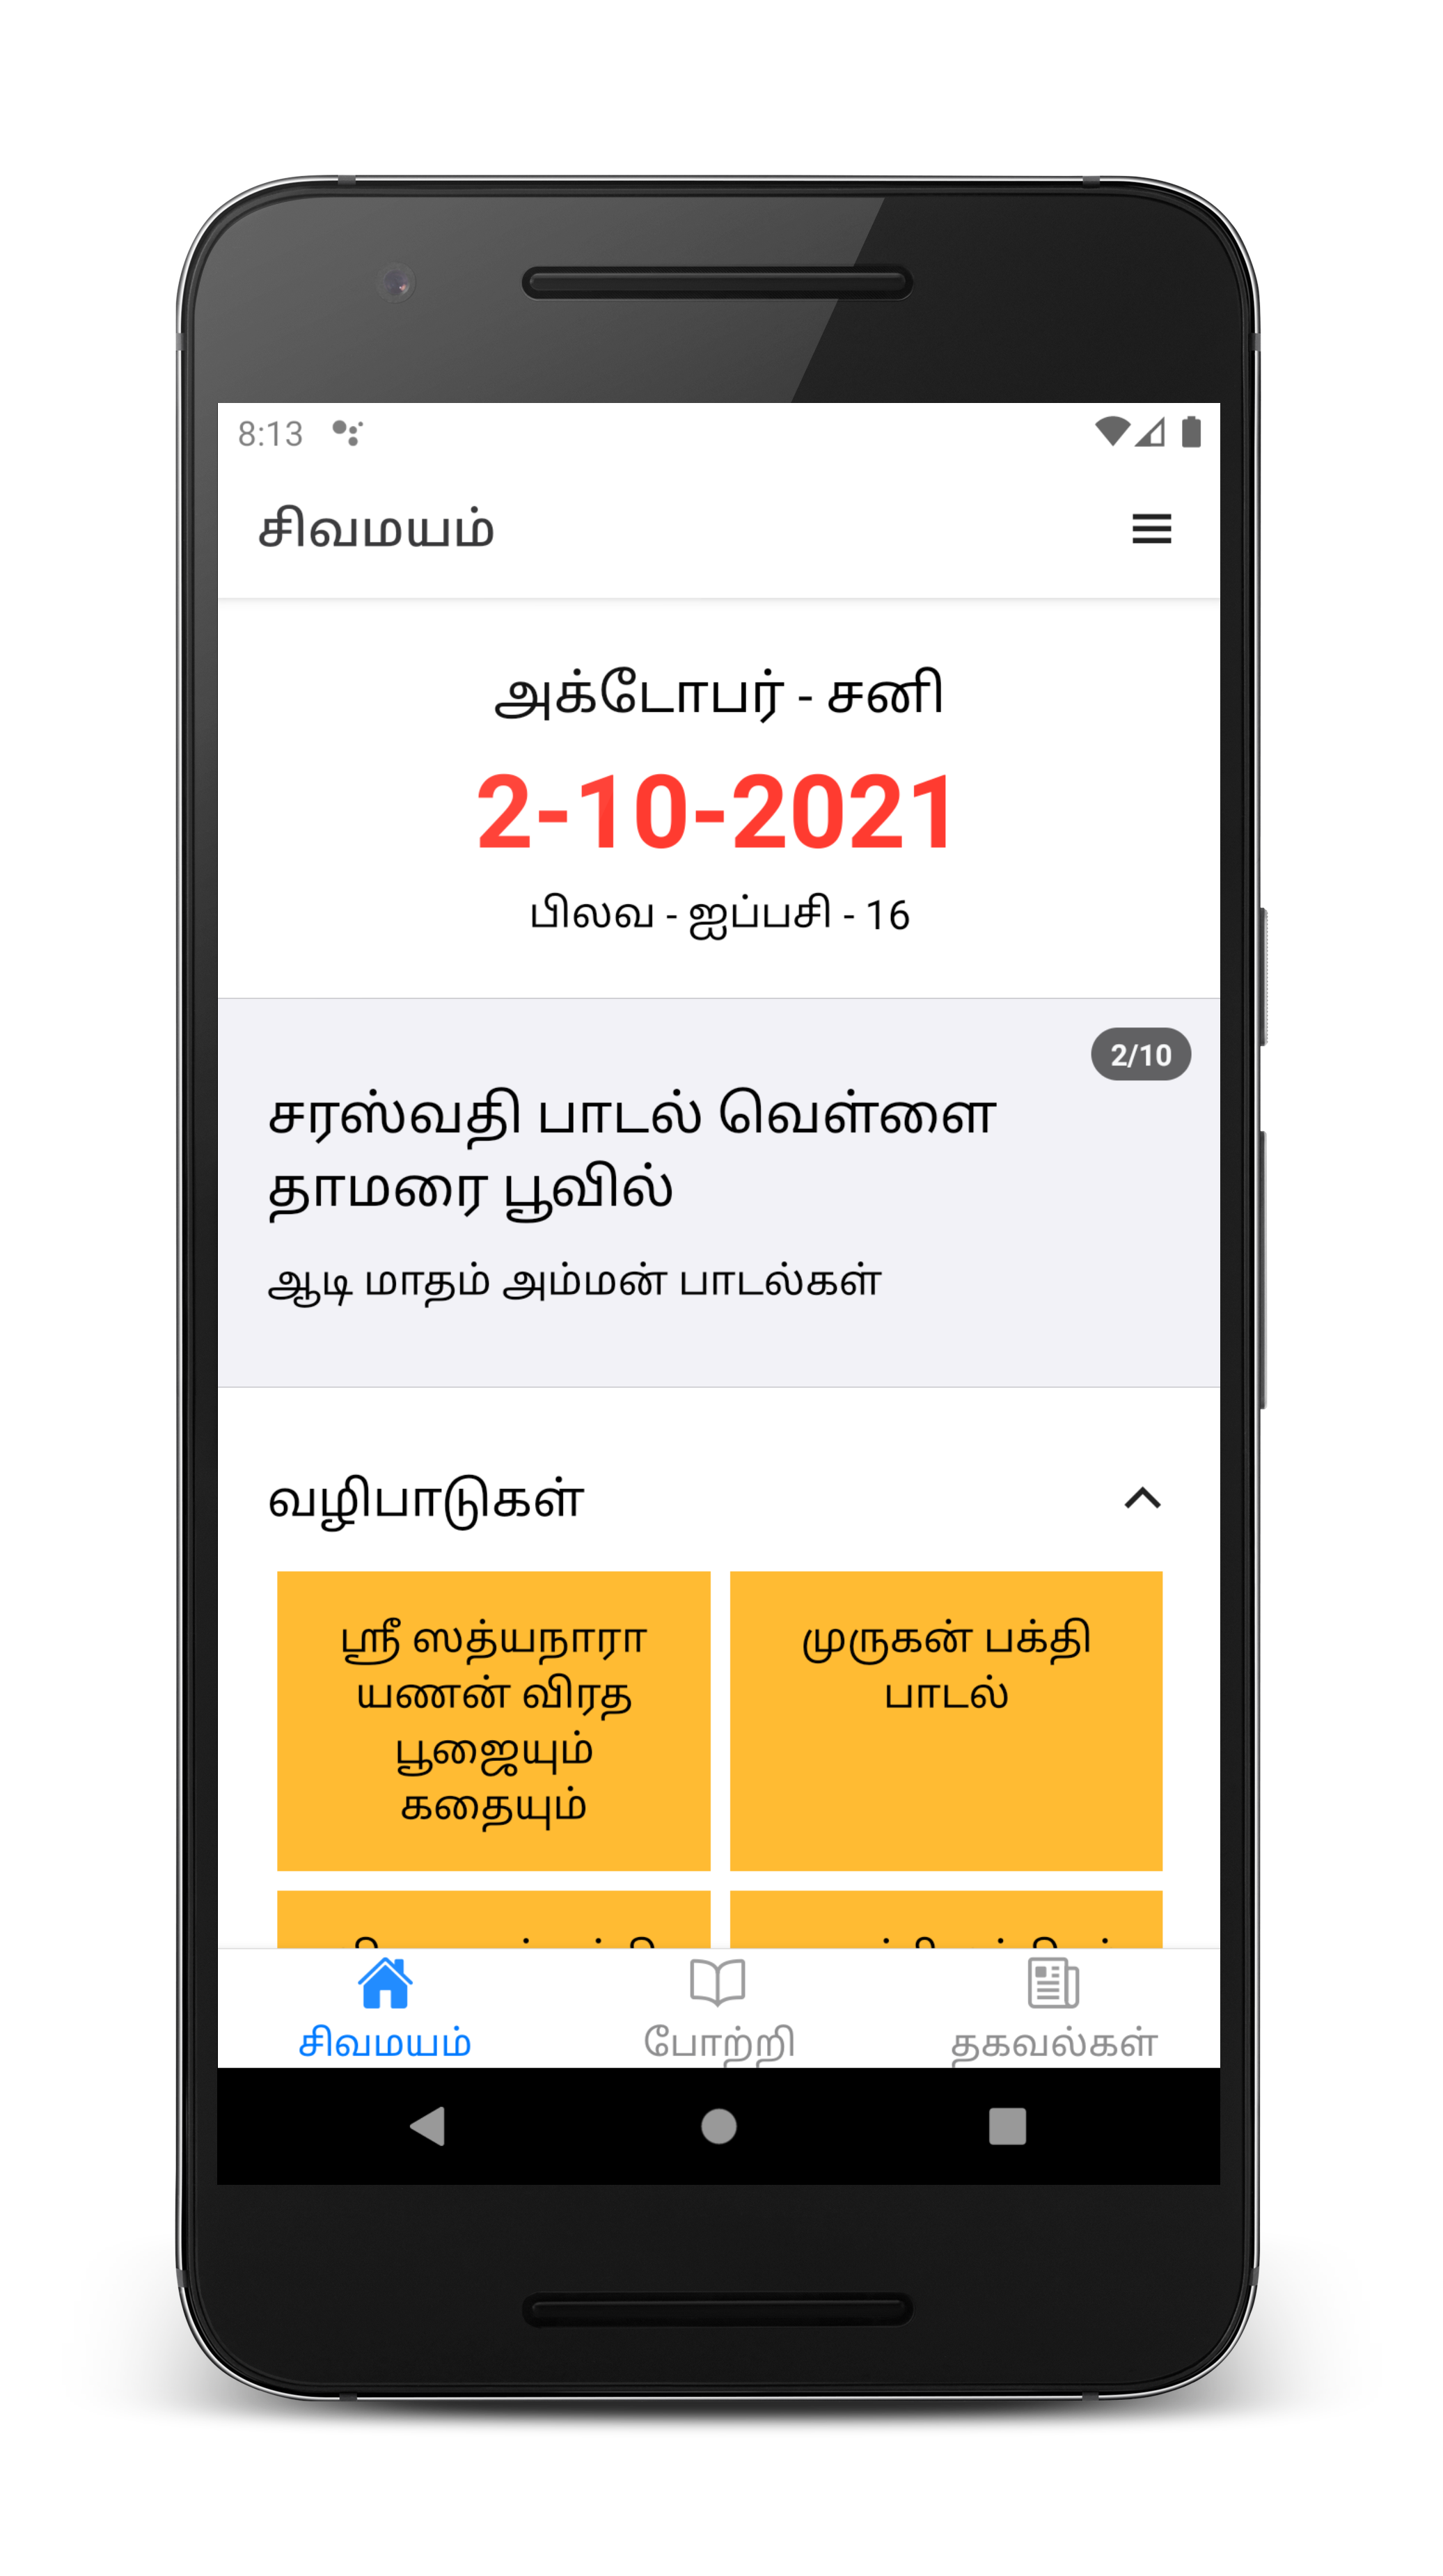 8:13
சிவமயம்
அக்டோபர் - சனி
2-10-2021
பிலவ - ஐப்பசி - 16
2/10
சரஸ்வதி பாடல் வெள்ளை
தாமரை பூவில்
ஆடி மாதம் அம்மன் பாடல்கள்
வழிபாடுகள்
ஸ்ரீ ஸத்யநாரா
யணன் விரத
பூஜையும்
கதையும்
முருகன் பக்தி
பாடல்
சிவமயம்
போற்றி
தகவல்கள்